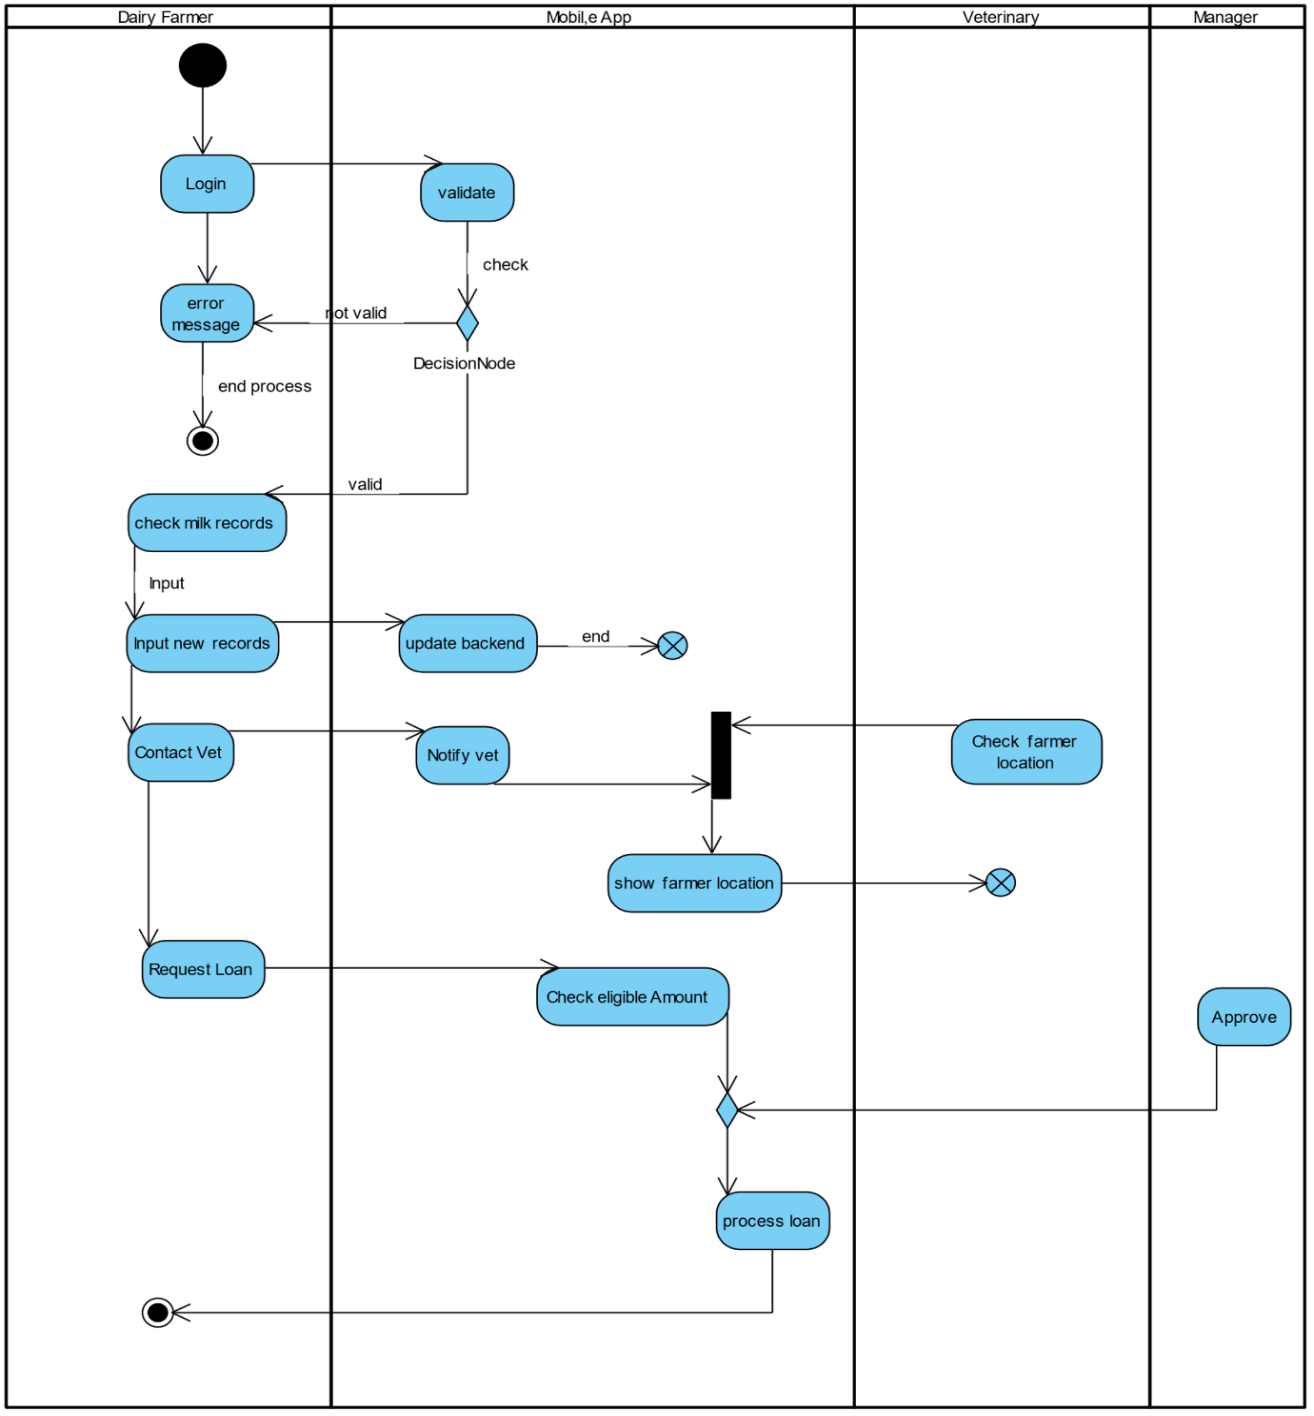 Dairy Farmer
Mobil,e App
Veterinary
Manager
Login
validate
check
error
message
not valid
DecisionNode
end process
valid
check milk records
Input
Input new records
update backend
end
Contact Vet
Notify vet
Check farmer
location
show farmer location
Request Loan
Check eligible Amount
Approve
process loan